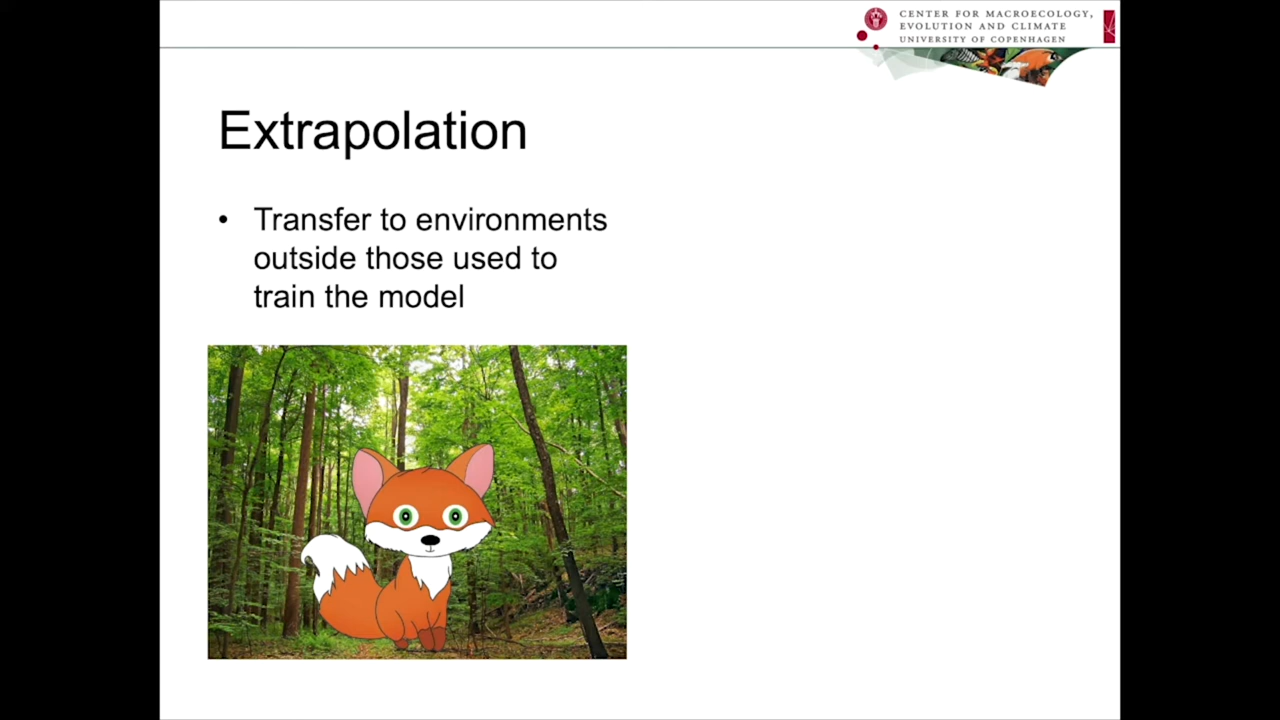 CENTER FOR MACROECOLOGY,
EVOLUTION AND CLIMATE
UNIVERSITY OF COPENHAGEN
Extrapolation
• Transfer to environments
outside those used to
train the model